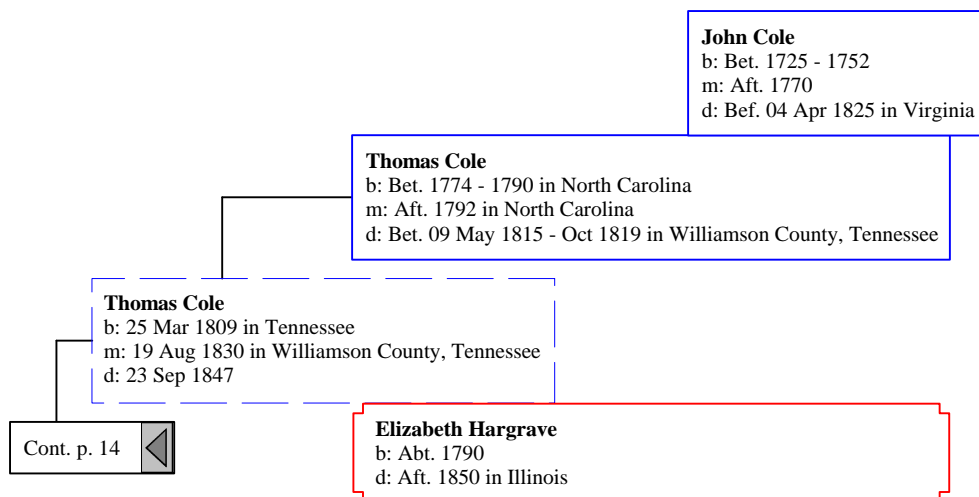 John Cole
b: Bet. 1725 - 1752
m: Aft. 1770
d: Bef. 04 Apr 1825 in Virginia
Thomas Cole
b: Bet. 1774 - 1790 in North Carolina
m: Aft. 1792 in North Carolina
d: Bet. 09 May 1815 - Oct 1819 in Williamson County, Tennessee
Thomas Cole
b: 25 Mar 1809 in Tennessee
m: 19 Aug 1830 in Williamson County, Tennessee
d: 23 Sep 1847
Cont. p. 14
Elizabeth Hargrave
b: Abt. 1790
d: Aft. 1850 in Illinois